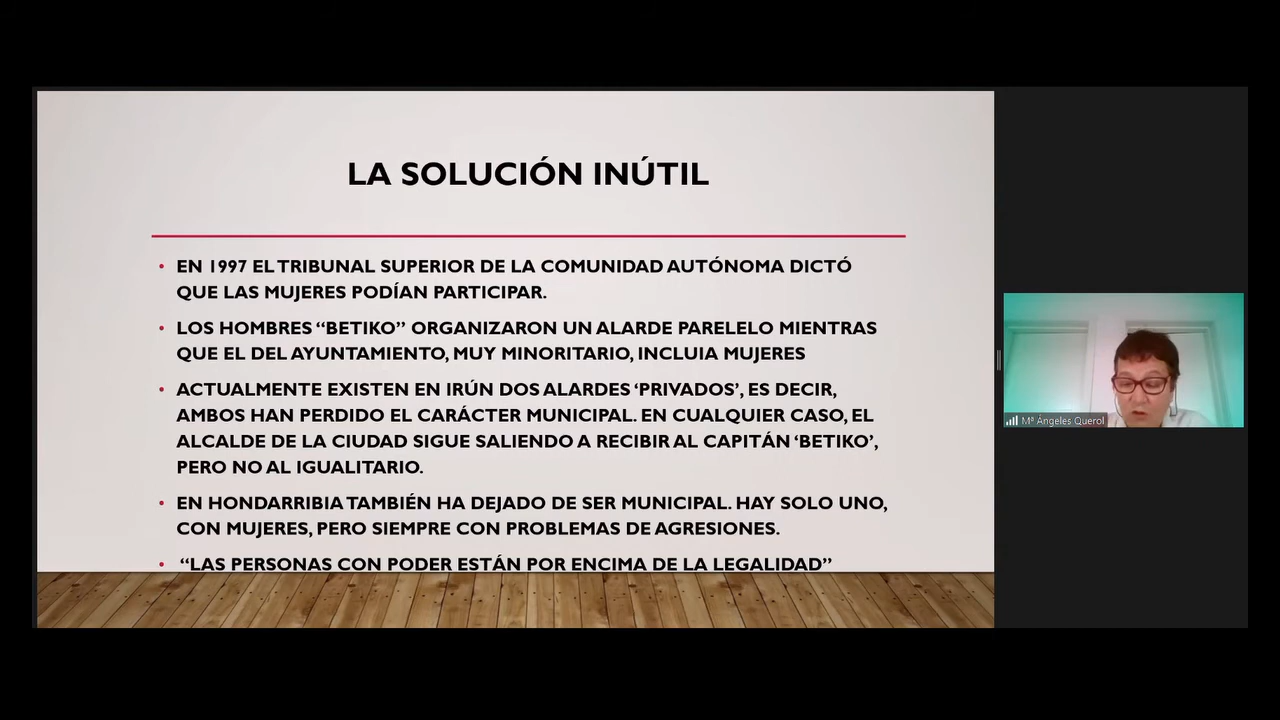 LA SOLUCIÓN INÚTIL
• EN 1997 EL TRIBUNAL SUPERIOR DE LA COMUNIDAD AUTÓNOMA DICTÓ
QUE LAS MUJERES PODÍAN PARTICIPAR.
• LOS HOMBRES “BETIKO” ORGANIZARON UN ALARDE PARELELO MIENTRAS
QUE EL DEL AYUNTAMIENTO, MUY MINORITARIO, INCLUIA MUJERES
• ACTUALMENTE EXISTEN EN IRÚN DOS ALARDES ‘PRIVADOS’, ES DECIR,
AMBOS HAN PERDIDO EL CARÁCTER MUNICIPAL. EN CUALQUIER CASO, EL
ALCALDE DE LA CIUDAD SIGUE SALIENDO A RECIBIR AL CAPITÁN ‘BETIKO’,
PERO NO AL IGUALITARIO.
• EN HONDARRIBIA TAMBIÉN HA DEJADO DE SER MUNICIPAL. HAY SOLO UNO,
CON MUJERES, PERO SIEMPRE CON PROBLEMAS DE AGRESIONES.
• “LAS PERSONAS CON PODER ESTÁN POR ENCIMA DE LA LEGALIDAD”
Mª Ángeles Querol